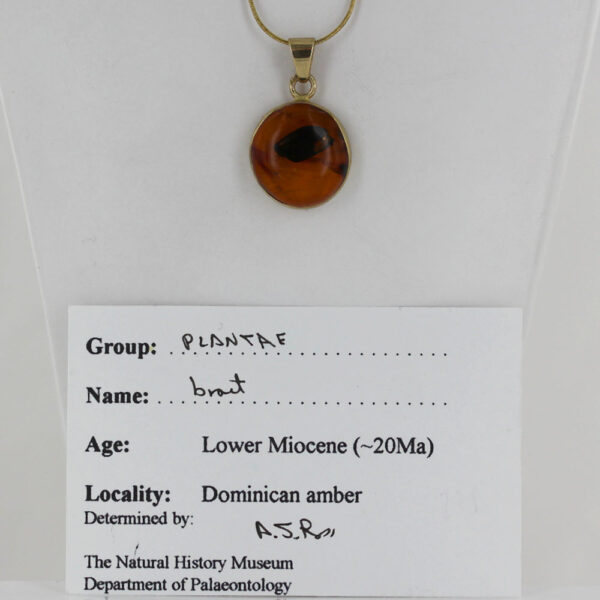 Group: PLANTAE
Name: bract
Age: Lower Miocene (~20Ma)
Locality: Dominican amber
Determined by: A.J.Ross
The Natural History Museum
Department of Palaeontology